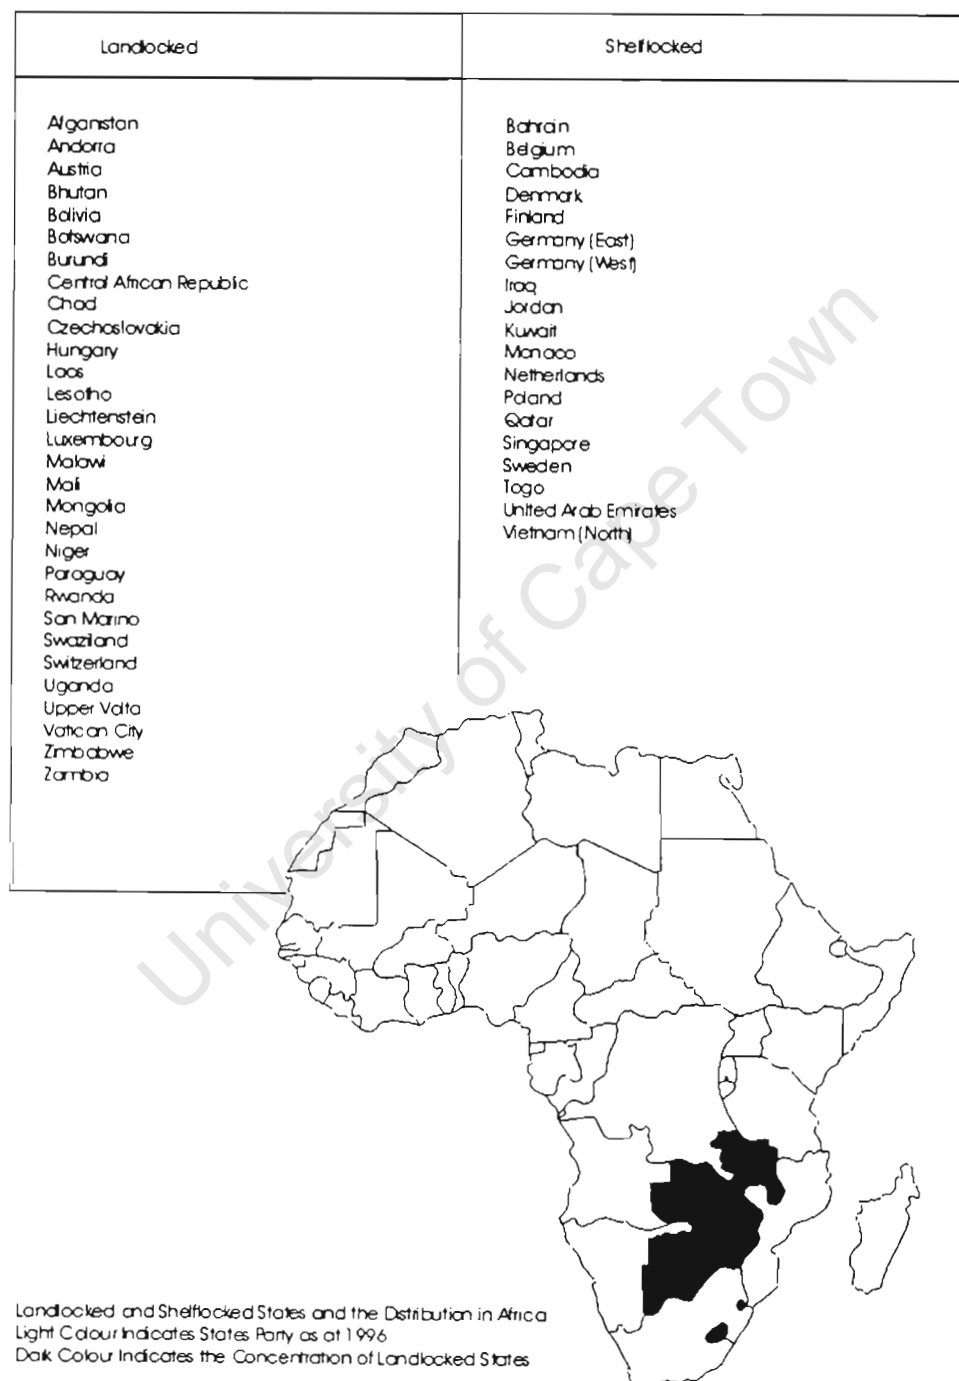 Landlocked
Shelflocked
Afganistan
Andorra
Austria
Bhutan
Bolivia
Botswana
Burundi
Central African Republic
Chad
Czechoslovakia
Hungary
Laos
Lesotho
Liechtenstein
Luxembourg
Malawi
Mali
Mongolia
Nepal
Niger
Paraguay
Rwanda
San Marino
Swaziland
Switzerland
Uganda
Upper Volta
Vatican City
Zimbabwe
Zambia
Bahrain
Belgium
Cambodia
Denmark
Finland
Germany (East)
Germany (West)
Iraq
Jordan
Kuwait
Monaco
Netherlands
Poland
Qatar
Singapore
Sweden
Togo
United Arab Emirates
Vietnam (North)
University of Cape Town
Landlocked and Shelflocked States and the Distribution in Africa
Light Colour Indicates States Party as at 1996
Dark Colour Indicates the Concentration of Landlocked States